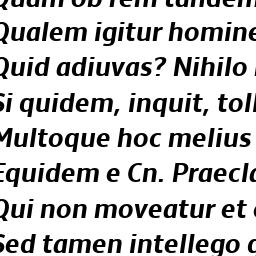 Quam ob rem tandem
Qualem igitur homine
Quid adiuvas? Nihilo
Si quidem, inquit, toll
Multoque hoc melius
Equidem e Cn. Praecla
Qui non moveatur et
Sed tamen intellego